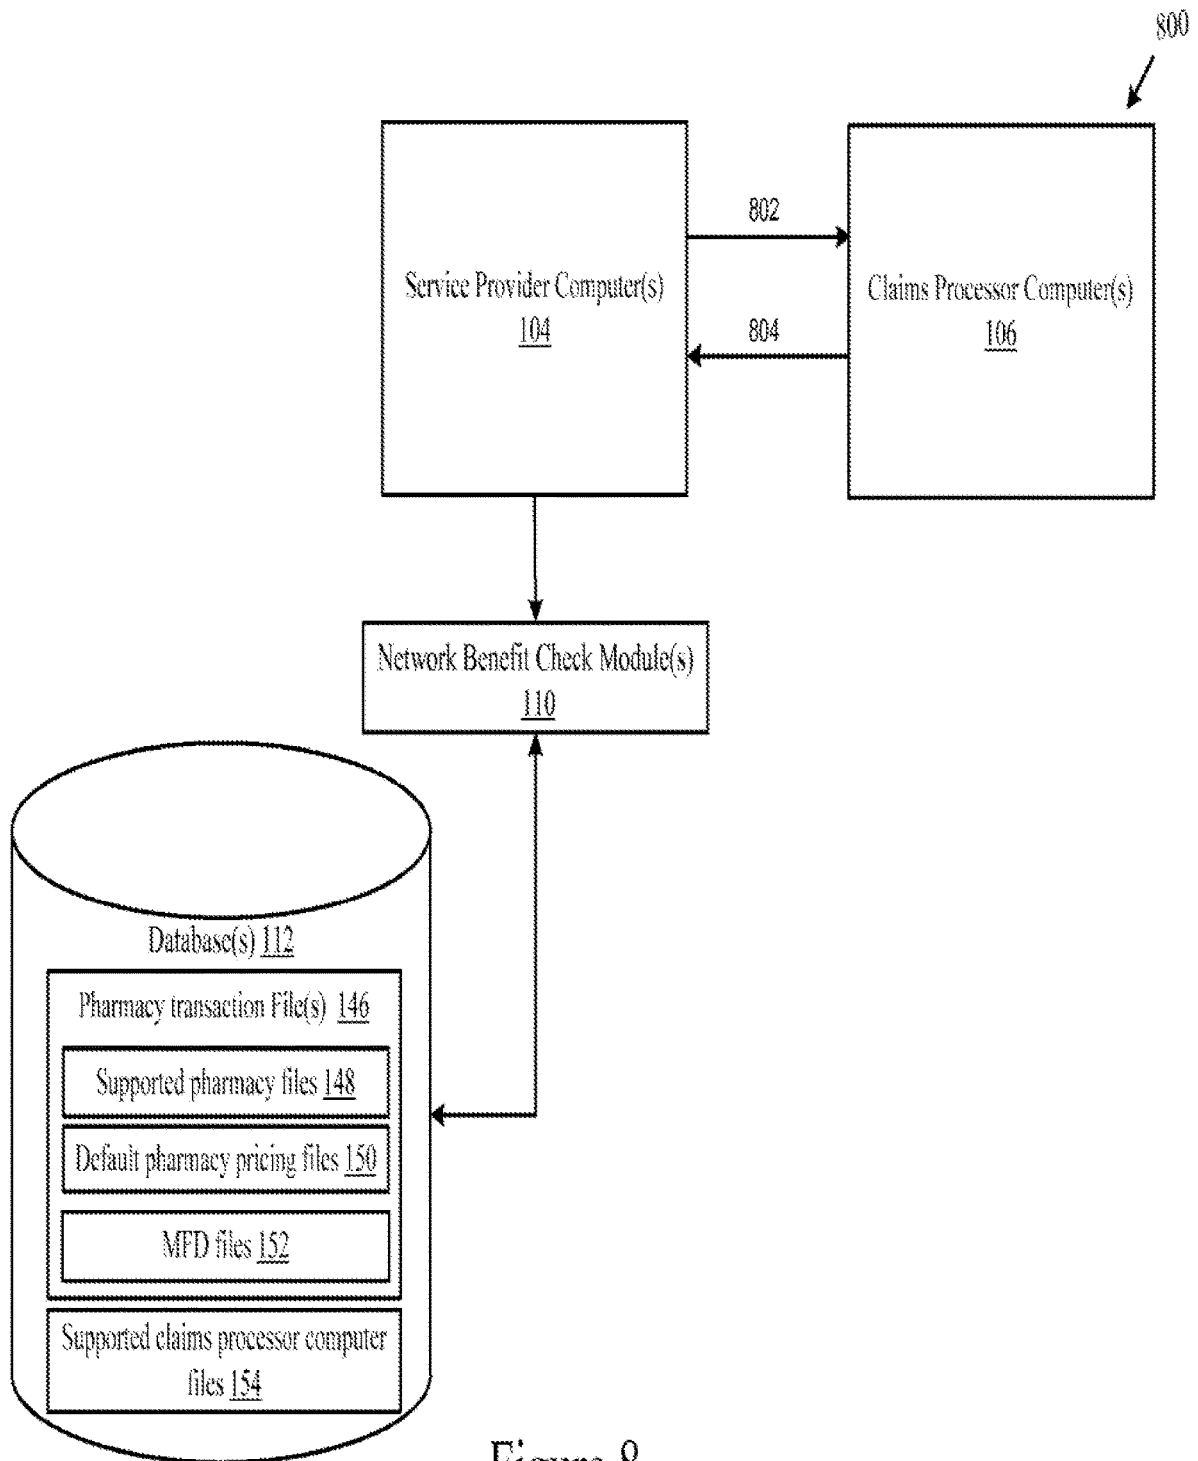 800
802
Service Provider Computer(s)
104
Claims Processor Computer(s)
106
804
Network Benefit Check Module(s)
110
Database(s) 112
Pharmacy transaction File(s) 146
Supported pharmacy files 148
Default pharmacy pricing files 150
MFD files 152
Supported claims processor computer
files 154
Figure 8